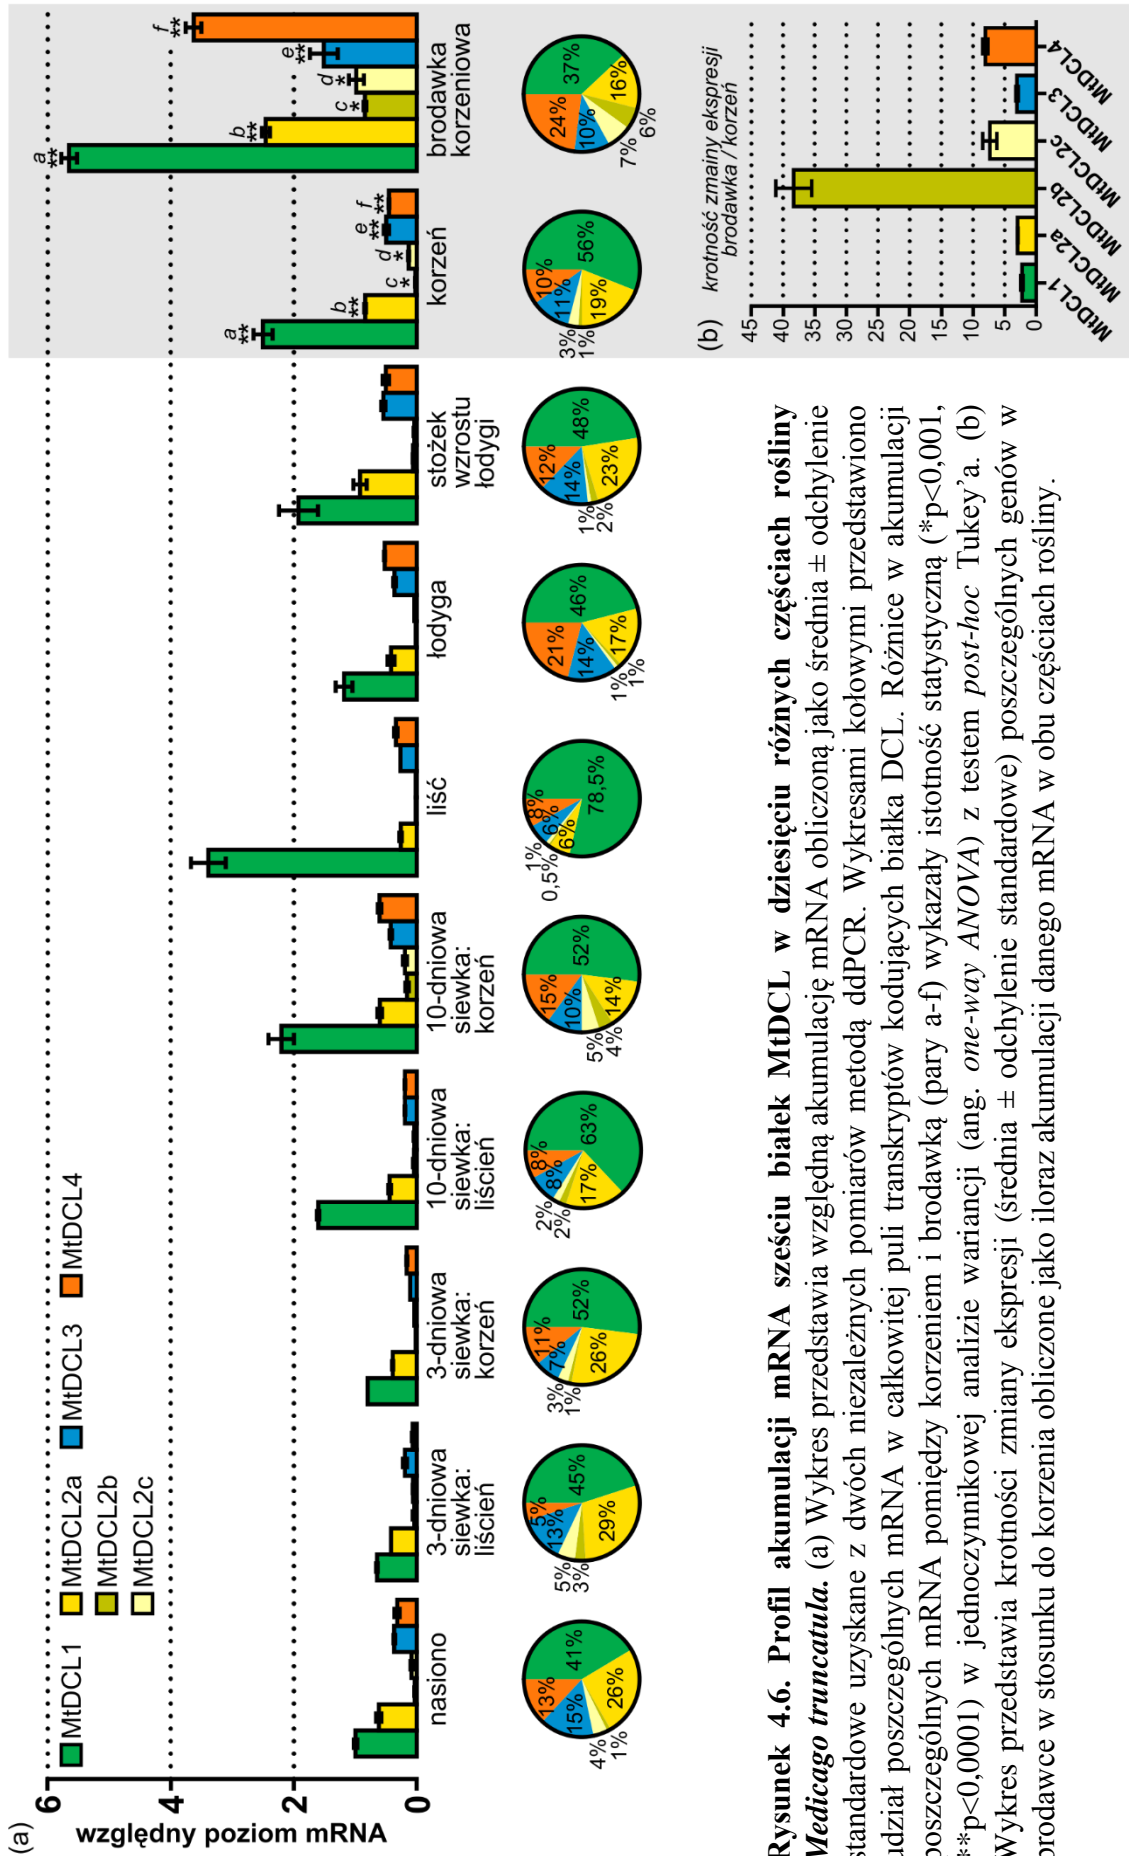 (a)
MtDCL1
MtDCL2a
MtDCL3
MtDCL4
MtDCL2b
MtDCL2c
względny poziom mRNA
6
4
2
0
a
**
b
**
c
*
d
*
e
**
f
**
a
**
b
**
c
*
d
*
e
**
f
**
nasiono
3-dniowa
siewka:
liścień
3-dniowa
siewka:
korzeń
10-dniowa
siewka:
liścień
10-dniowa
siewka:
korzeń
liść
łodyga
stożek
wzrostu
łodygi
korzeń
brodawka
korzeniowa
13%
41%
15%
26%
4%
1%
5%
45%
13%
29%
5%
3%
11%
52%
7%
26%
3%
1%
8%
63%
8%
17%
2%
2%
15%
52%
10%
14%
5%
4%
8%
78,5%
6%
6%
1%
0,5%
21%
46%
14%
17%
1%
1%
12%
48%
14%
23%
1%
2%
10%
56%
11%
19%
3%
1%
24%
37%
10%
16%
7%
6%
Rysunek 4.6. Profil akumulacji mRNA sześciu białek MtDCL w dziesięciu różnych częściach rośliny
Medicago truncatula. (a) Wykres przedstawia względną akumulację mRNA obliczoną jako średnia ± odchylenie
standardowe uzyskane z dwóch niezależnych pomiarów metodą ddPCR. Wykresami kołowymi przedstawiono
udział poszczególnych mRNA w całkowitej puli transkryptów kodujących białka DCL. Różnice w akumulacji
poszczególnych mRNA pomiędzy korzeniem i brodawką (pary a-f) wykazały istotność statystyczną (*p<0,001,
**p<0,0001) w jednoczynnikowej analizie wariancji (ang. one-way ANOVA) z testem post-hoc Tukey’a. (b)
Wykres przedstawia krotności zmiany ekspresji (średnia ± odchylenie standardowe) poszczególnych genów w
brodawce w stosunku do korzenia obliczone jako iloraz akumulacji danego mRNA w obu częściach rośliny.
(b)
krotność zmainy ekspresji
brodawka / korzeń
45
40
35
30
25
20
15
10
5
0
MtDCL1
MtDCL2a
MtDCL2b
MtDCL2c
MtDCL3
MtDCL4